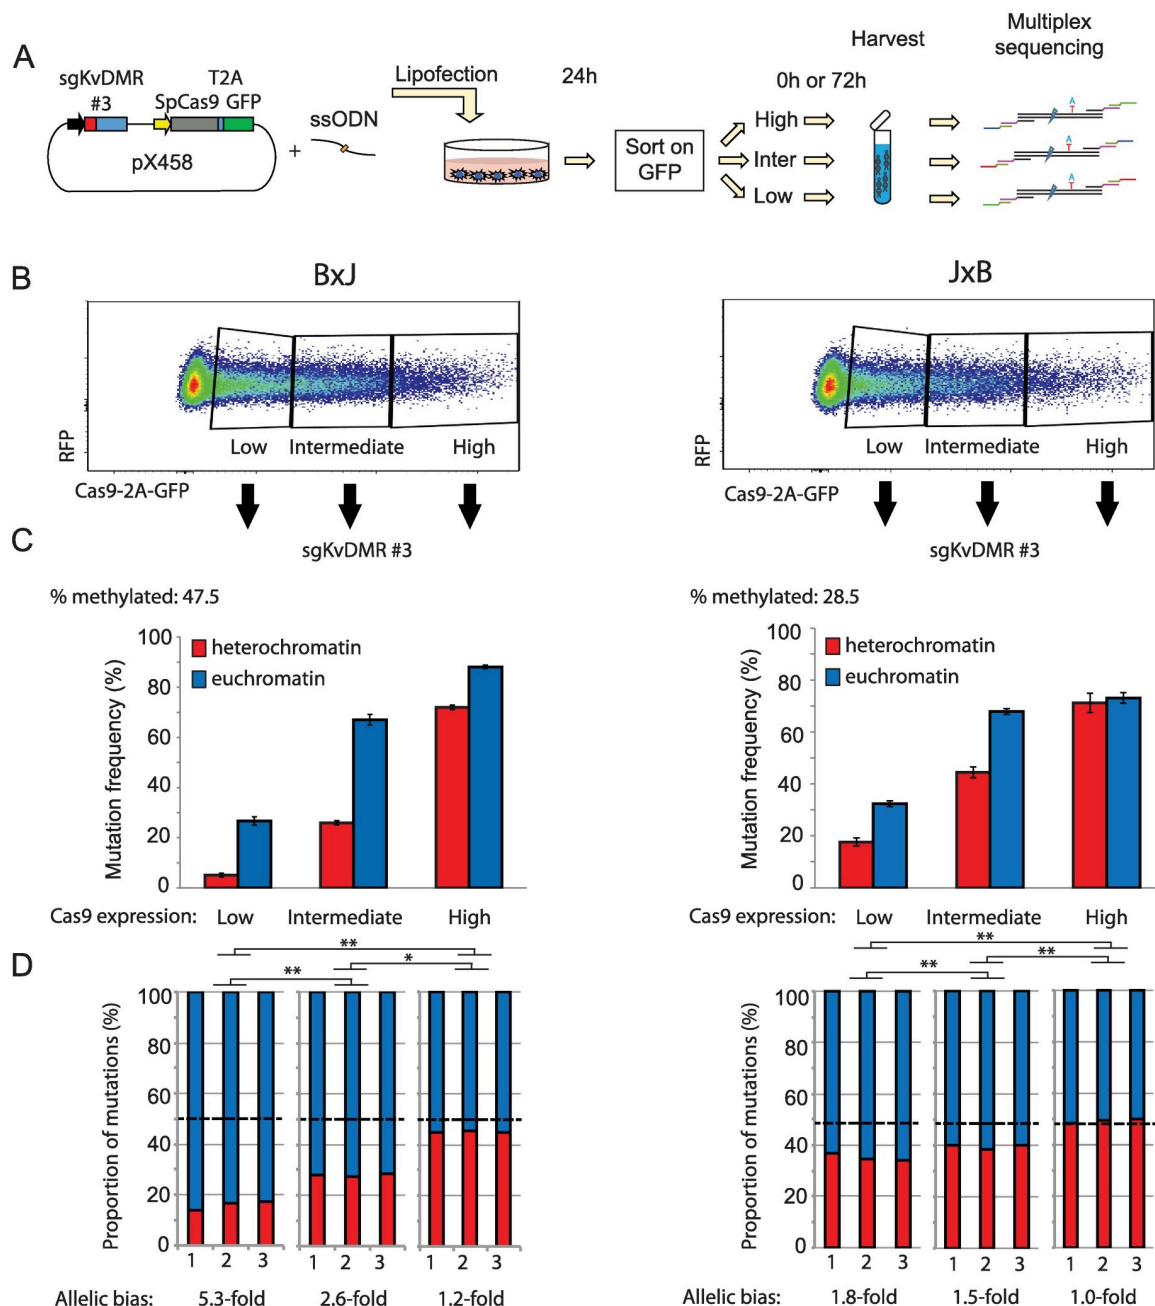 A
sgKvDMR
#3
T2A
SpCas9
GFP
pX458
+
ssODN
Lipofection
24h
Sort on
GFP
0h or 72h
High
Inter
Low
Harvest
Multiplex
sequencing
A
T
A
T
A
T
B
BxJ
RFP
Low
Intermediate
High
Cas9-2A-GFP
sgKvDMR #3
JxB
RFP
Low
Intermediate
High
Cas9-2A-GFP
sgKvDMR #3
C
% methylated: 47.5
Mutation frequency (%)
100
80
60
40
20
0
heterochromatin
euchromatin
Cas9 expression:
Low
Intermediate
High
% methylated: 28.5
Mutation frequency (%)
100
80
60
40
20
0
heterochromatin
euchromatin
Cas9 expression:
Low
Intermediate
High
D
**
**
*
Proportion of mutations (%)
100
80
60
40
20
0
1 2 3
1 2 3
1 2 3
Allelic bias:
5.3-fold
2.6-fold
1.2-fold
**
**
**
Proportion of mutations (%)
100
80
60
40
20
0
1 2 3
1 2 3
1 2 3
Allelic bias:
1.8-fold
1.5-fold
1.0-fold